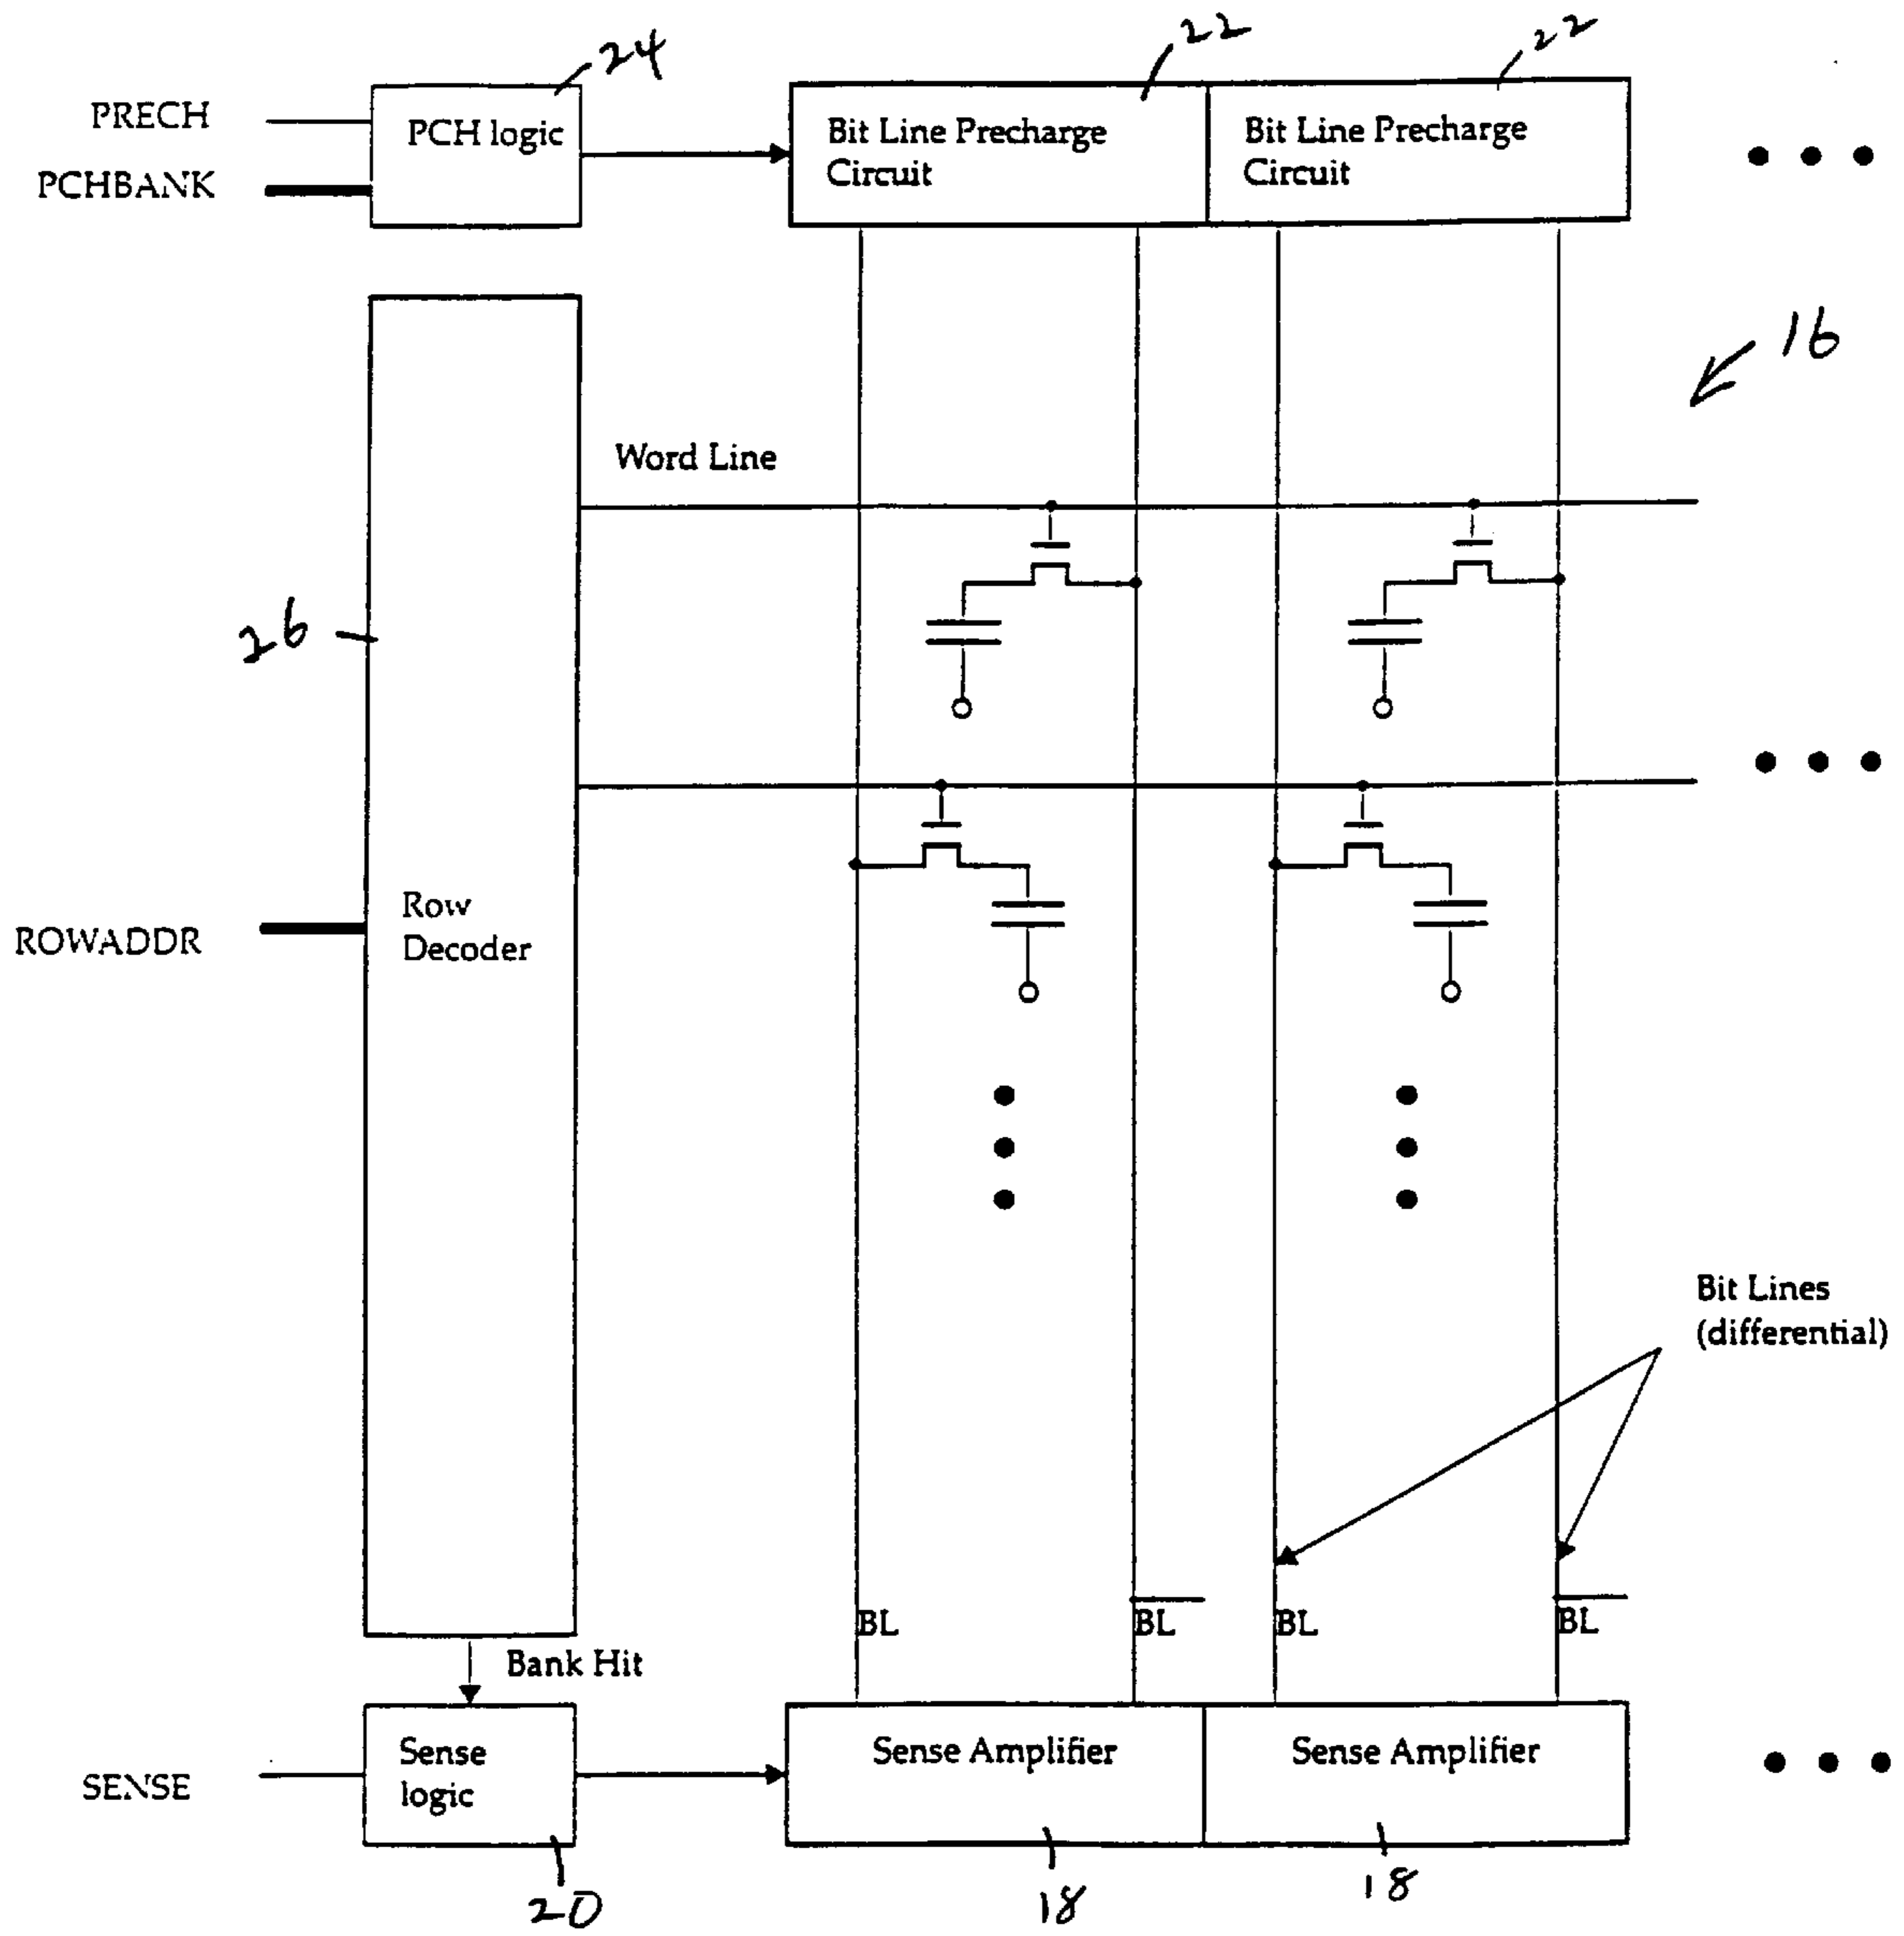 22
22
24
PRECH
PCH logic
Bit Line Precharge
Circuit
Bit Line Precharge
Circuit
PCHBANK
16
Word Line
26
Row
Decoder
ROWADDR
Bit Lines
(differential)
BL
BL
BL
BL
Bank Hit
Sense
logic
Sense Amplifier
Sense Amplifier
SENSE
20
18
18